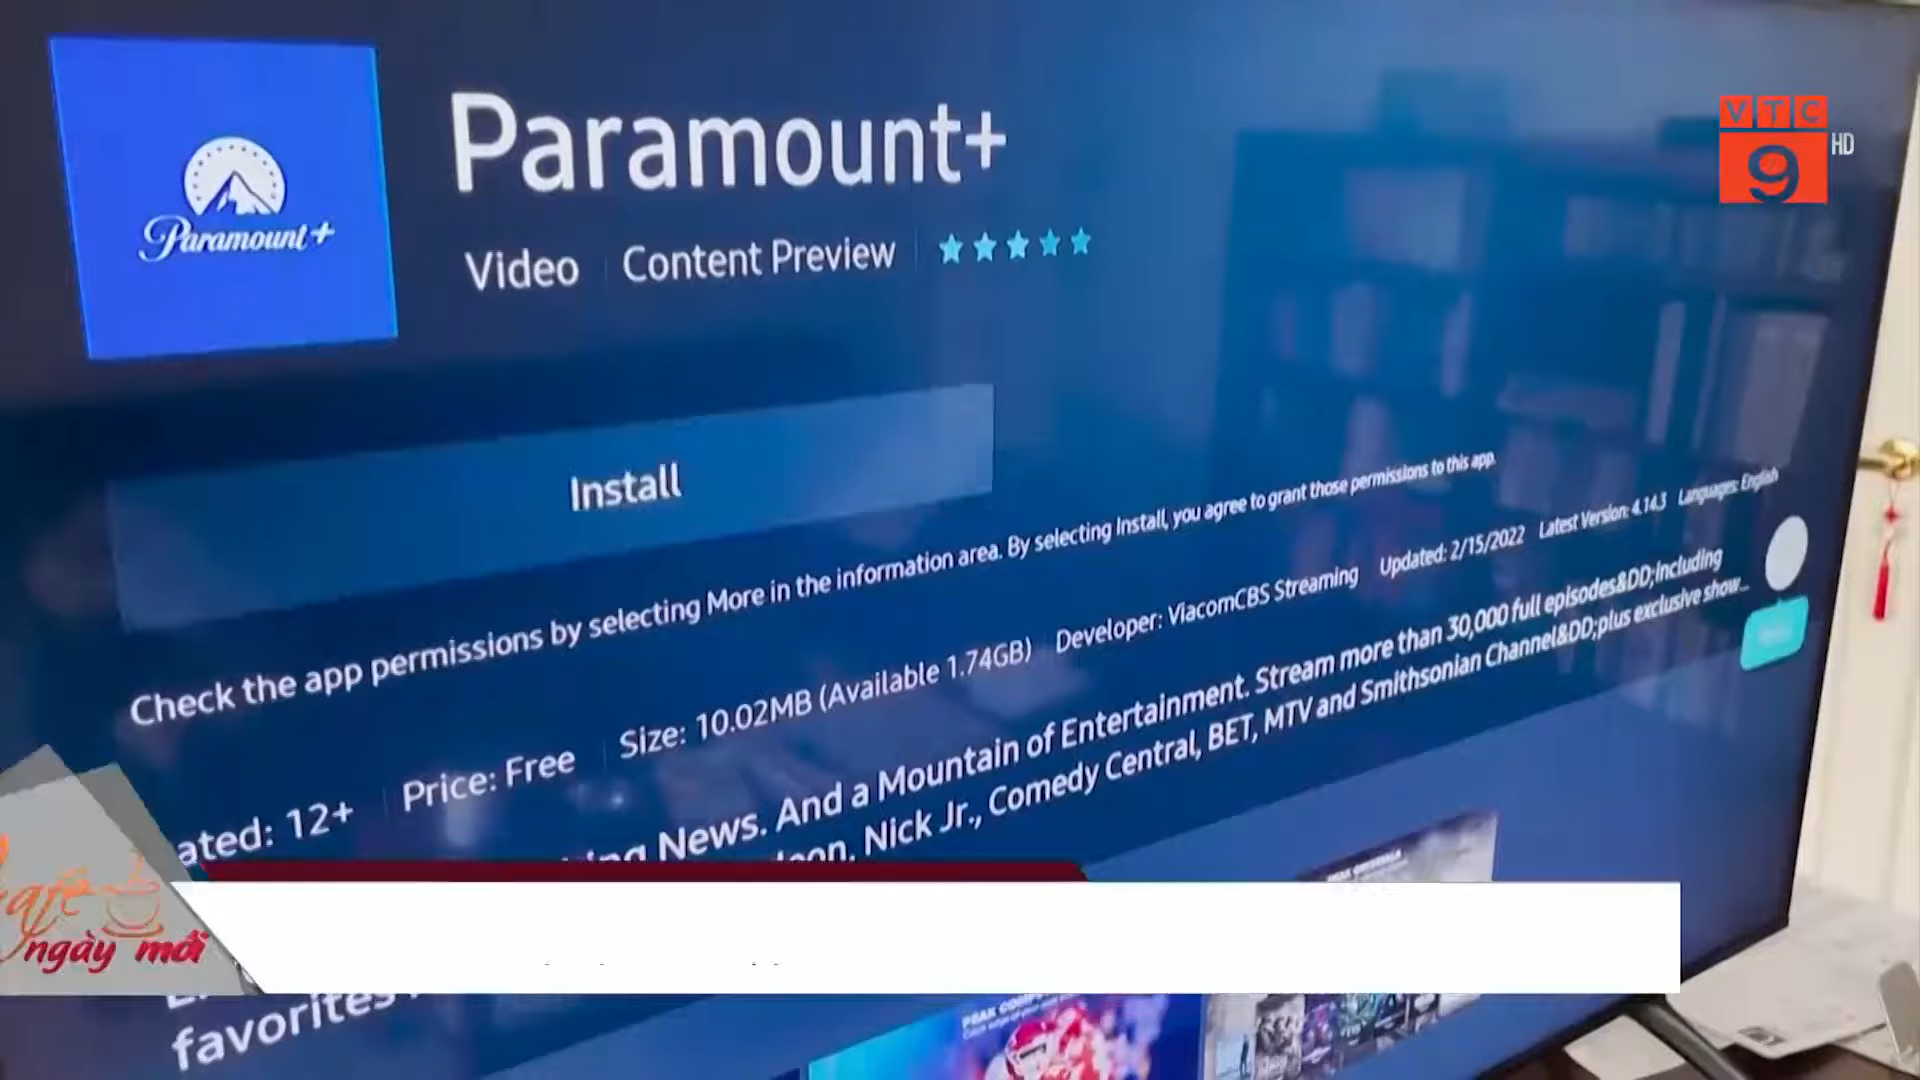 Paramount+
Paramount+
Video Content Preview
VTC
9 HD
Install
Check the app permissions by selecting More in the information area. By selecting Install, you agree to grant those permissions to this app.
ated: 12+ Price: Free Size: 10.02MB (Available 1.74GB) Developer: ViacomCBS Streaming Updated: 2/15/2022 Latest Version: 4.14.3 Languages: English
News. And a Mountain of Entertainment. Stream more than 30,000 full episodes&DD;including
Nick Jr., Comedy Central, BET, MTV and Smithsonian Channel&DD;plus exclusive show...
favorites
PEAK
Cafe
ngày mới